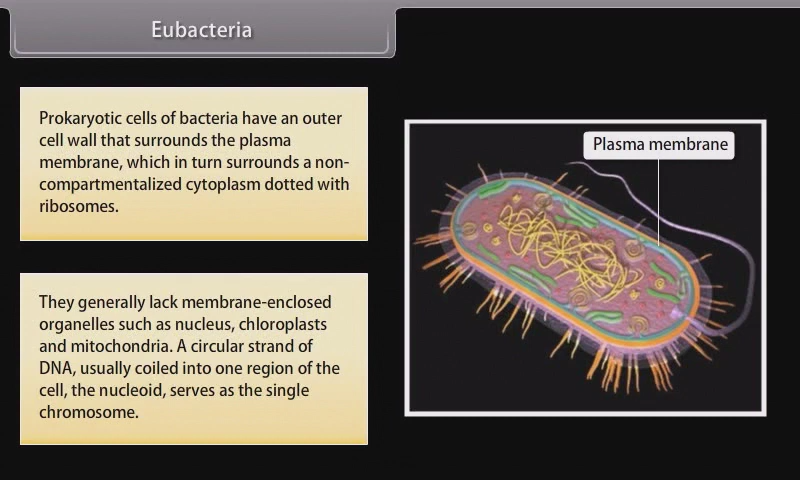 Eubacteria
Prokaryotic cells of bacteria have an outer
cell wall that surrounds the plasma
membrane, which in turn surrounds a non-
compartmentalized cytoplasm dotted with
ribosomes.
They generally lack membrane-enclosed
organelles such as nucleus, chloroplasts
and mitochondria. A circular strand of
DNA, usually coiled into one region of the
cell, the nucleoid, serves as the single
chromosome.
Plasma membrane